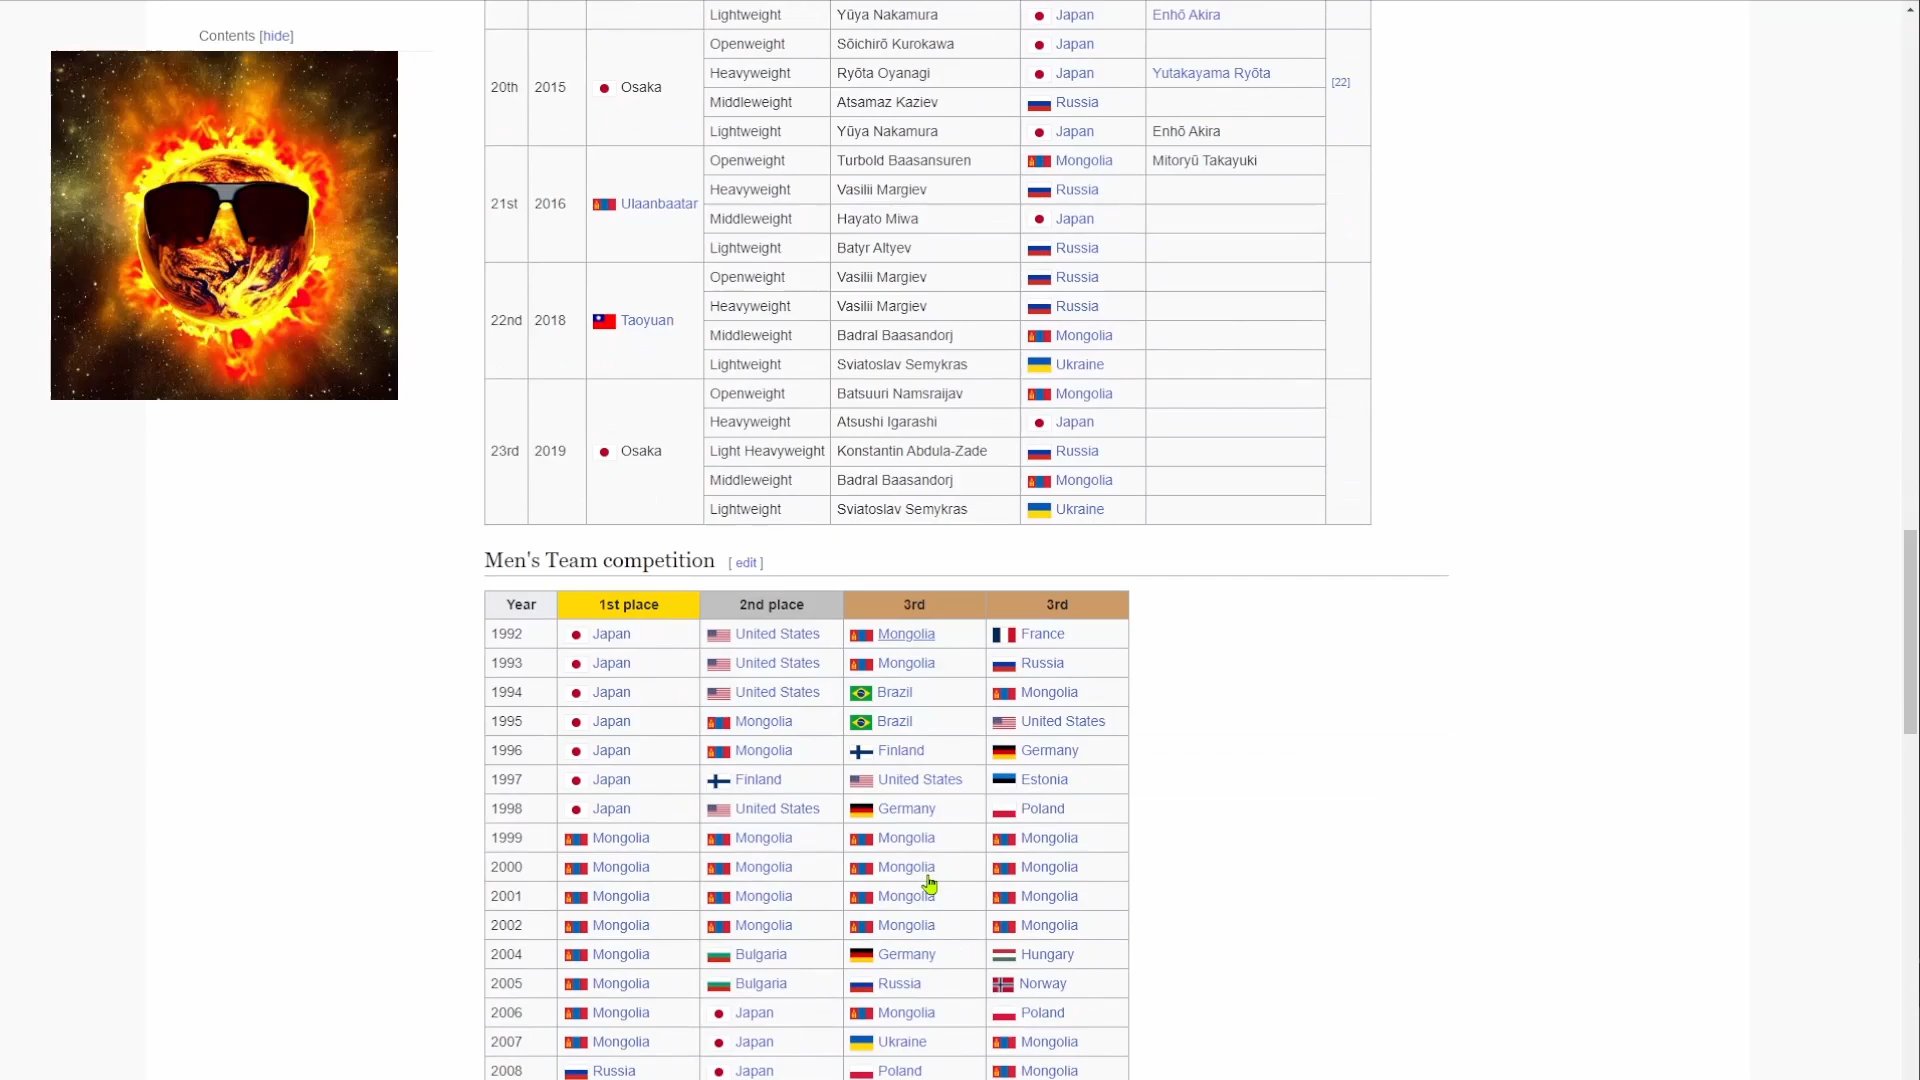 Contents [hide]
Lightweight Yūya Nakamura Japan Enhō Akira
20th 2015 Osaka Openweight Sōichirō Kurokawa Japan [22]
Heavyweight Ryōta Oyanagi Japan Yutakayama Ryōta
Middleweight Atsamaz Kaziev Russia
Lightweight Yūya Nakamura Japan Enhō Akira
21st 2016 Ulaanbaatar Openweight Turbold Baasansuren Mongolia Mitoryū Takayuki
Heavyweight Vasilii Margiev Russia
Middleweight Hayato Miwa Japan
Lightweight Batyr Altyev Russia
22nd 2018 Taoyuan Openweight Vasilii Margiev Russia
Heavyweight Vasilii Margiev Russia
Middleweight Badral Baasandorj Mongolia
Lightweight Sviatoslav Semykras Ukraine
23rd 2019 Osaka Openweight Batsuuri Namsraijav Mongolia
Heavyweight Atsushi Igarashi Japan
Light Heavyweight Konstantin Abdula-Zade Russia
Middleweight Badral Baasandorj Mongolia
Lightweight Sviatoslav Semykras Ukraine
Men's Team competition [ edit ]
Year 1st place 2nd place 3rd 3rd
1992 Japan United States Mongolia France
1993 Japan United States Mongolia Russia
1994 Japan United States Brazil Mongolia
1995 Japan Mongolia Brazil United States
1996 Japan Mongolia Finland Germany
1997 Japan Finland United States Estonia
1998 Japan United States Germany Poland
1999 Mongolia Mongolia Mongolia Mongolia
2000 Mongolia Mongolia Mongolia Mongolia
2001 Mongolia Mongolia Mongolia Mongolia
2002 Mongolia Mongolia Mongolia Mongolia
2004 Mongolia Bulgaria Germany Hungary
2005 Mongolia Bulgaria Russia Norway
2006 Mongolia Japan Mongolia Poland
2007 Mongolia Japan Ukraine Mongolia
2008 Russia Japan Poland Mongolia